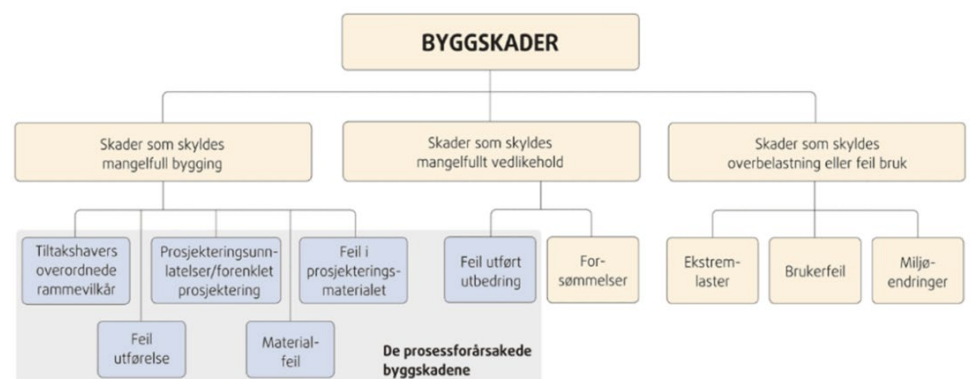 BYGGSKADER
Skader som skyldes
mangelfull bygging
Skader som skyldes
mangelfullt vedlikehold
Skader som skyldes
overbelastning eller feil bruk
Tiltakshavers
overordnede
rammevilkår
Prosjekteringsunn-
latelser/forenklet
prosjektering
Feil i
prosjekterings-
materialet
Feil utført
utbedring
For-
sømmelser
Ekstrem-
laster
Brukerfeil
Miljø-
endringer
Feil
utførelse
Material-
feil
De prosessforårsakede
byggskadene